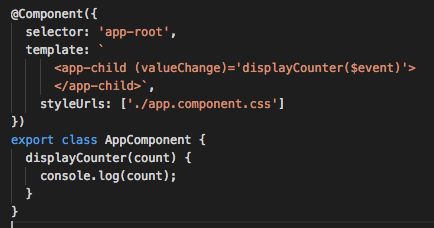 @Component({
  selector: 'app-root',
  template: `
      <app-child (valueChange)='displayCounter($event)'>
      </app-child>`,
    styleUrls: ['./app.component.css']
})
export class AppComponent {
  displayCounter(count) {
    console.log(count);
  }
}